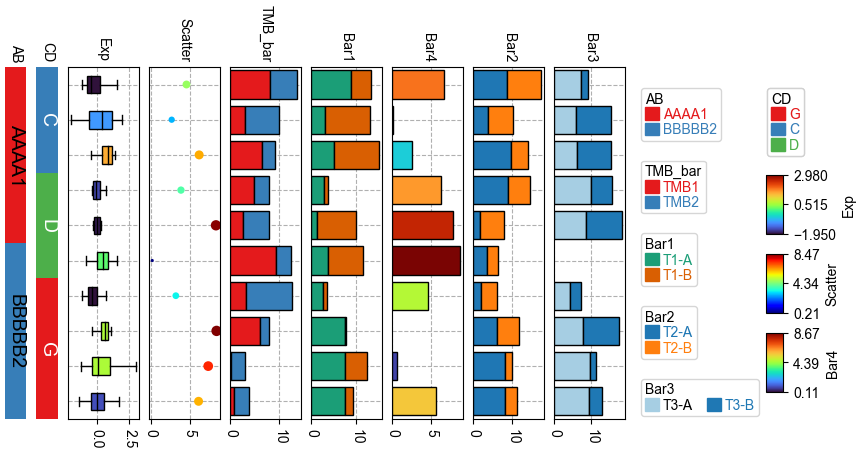 AB
CD
Exp
Scatter
TMB_bar
Bar1
Bar4
Bar2
Bar3
AAAA1
BBBBB2
C
D
G
0.0 2.5
0 5
0 10
0 10
0 5
0 10
0 10
AB
AAAA1
BBBBB2
TMB_bar
TMB1
TMB2
Bar1
T1-A
T1-B
Bar2
T2-A
T2-B
Bar3
T3-A T3-B
CD
G
C
D
2.980
0.515
−1.950
Exp
8.47
4.34
0.21
Scatter
8.67
4.39
0.11
Bar4